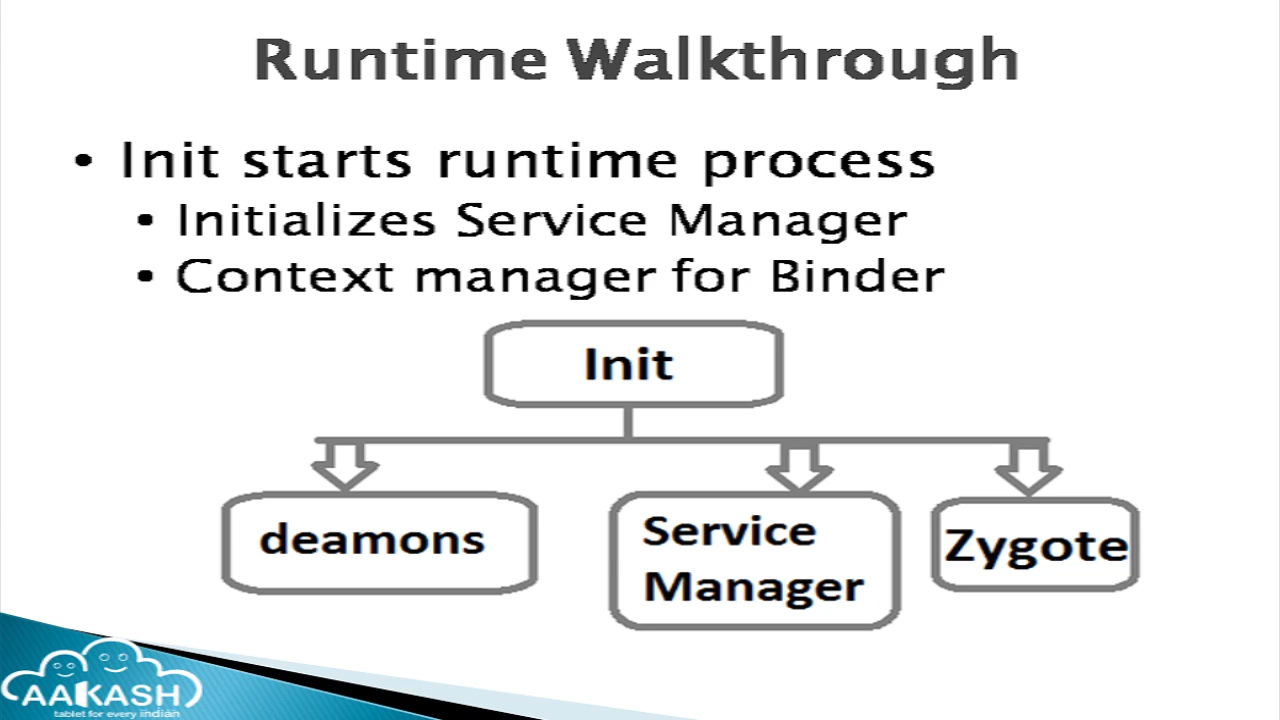 Runtime Walkthrough
• Init starts runtime process
• Initializes Service Manager
• Context manager for Binder
Init
deamons
Service
Manager
Zygote
AAKASH
tablet for every indian